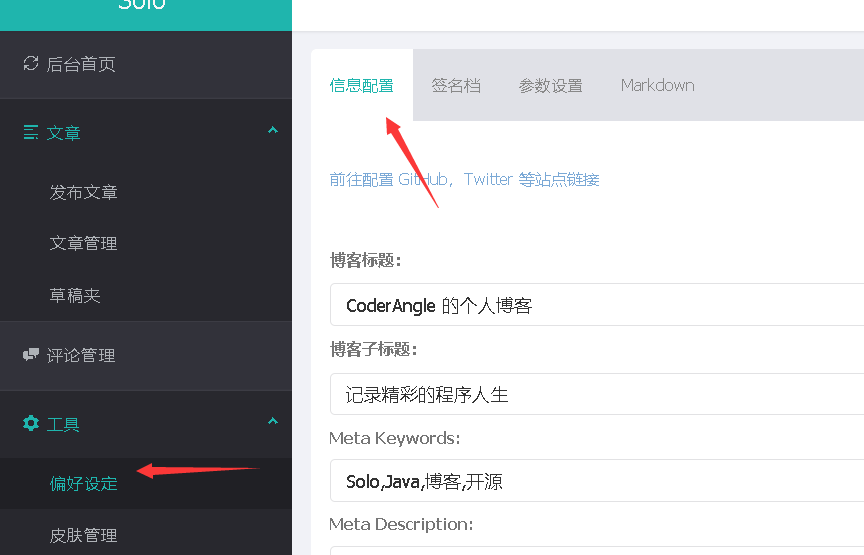 Solo
后台首页
文章
发布文章
文章管理
草稿夹
评论管理
工具
偏好设定
皮肤管理
信息配置 签名档 参数设置 Markdown
前往配置 GitHub，Twitter 等站点链接
博客标题：
CoderAngle 的个人博客
博客子标题：
记录精彩的程序人生
Meta Keywords:
Solo,Java,博客,开源
Meta Description: